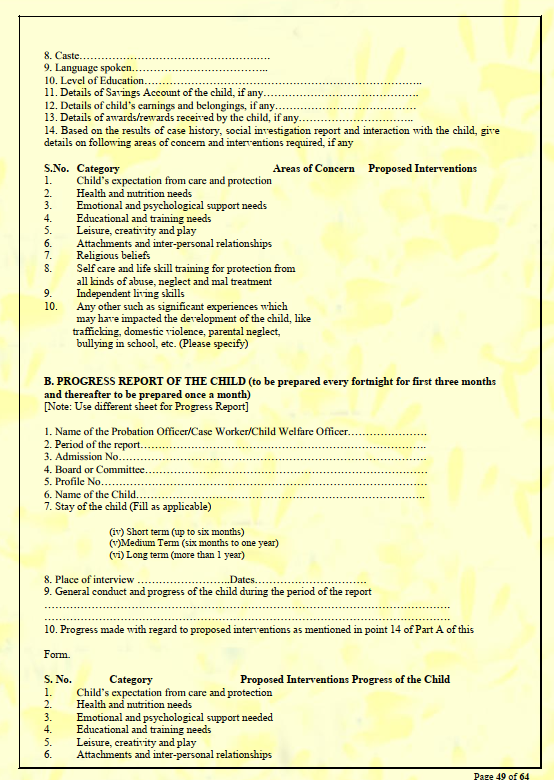 8. Caste……………………………………………….….
9. Language spoken…………………………………..
10. Level of Education…………………………………………………………………………..
11. Details of Savings Account of the child, if any…………………………………….
12. Details of child’s earnings and belongings, if any…………………………………
13. Details of awards/rewards received by the child, if any…………………………..
14. Based on the results of case history, social investigation report and interaction with the child, give
details on following areas of concern and interventions required, if any
S.No. Category Areas of Concern Proposed Interventions
1. Child’s expectation from care and protection
2. Health and nutrition needs
3. Emotional and psychological support needs
4. Educational and training needs
5. Leisure, creativity and play
6. Attachments and inter-personal relationships
7. Religious beliefs
8. Self care and life skill training for protection from
all kinds of abuse, neglect and mal treatment
9. Independent living skills
10. Any other such as significant experiences which
may have impacted the development of the child, like
trafficking, domestic violence, parental neglect,
bullying in school, etc. (Please specify)
B. PROGRESS REPORT OF THE CHILD (to be prepared every fortnight for first three months
and thereafter to be prepared once a month)
[Note: Use different sheet for Progress Report]
1. Name of the Probation Officer/Case Worker/Child Welfare Officer………………….
2. Period of the report…………………………………………………………………….
3. Admission No………………………………………………………………………….
4. Board or Committee……………………………………………………………………
5. Profile No……………………………………………………………………………….
6. Name of the Child………………………………………………………………………..
7. Stay of the child (Fill as applicable)
(iv) Short term (up to six months)
(v)Medium Term (six months to one year)
(vi) Long term (more than 1 year)
8. Place of interview ……………………..Dates…………………………
9. General conduct and progress of the child during the period of the report
……………………………………………………………………………………………………
……………………………………………………………………………………………………
10. Progress made with regard to proposed interventions as mentioned in point 14 of Part A of this
Form.
S. No. Category Proposed Interventions Progress of the Child
1. Child’s expectation from care and protection
2. Health and nutrition needs
3. Emotional and psychological support needed
4. Educational and training needs
5. Leisure, creativity and play
6. Attachments and inter-personal relationships
Page 49 of 64